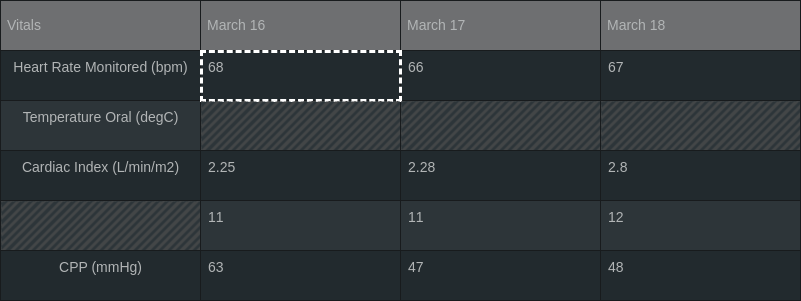 Vitals March 16 March 17 March 18
Heart Rate Monitored (bpm) 68 66 67
Temperature Oral (degC)
Cardiac Index (L/min/m2) 2.25 2.28 2.8
11 11 12
CPP (mmHg) 63 47 48